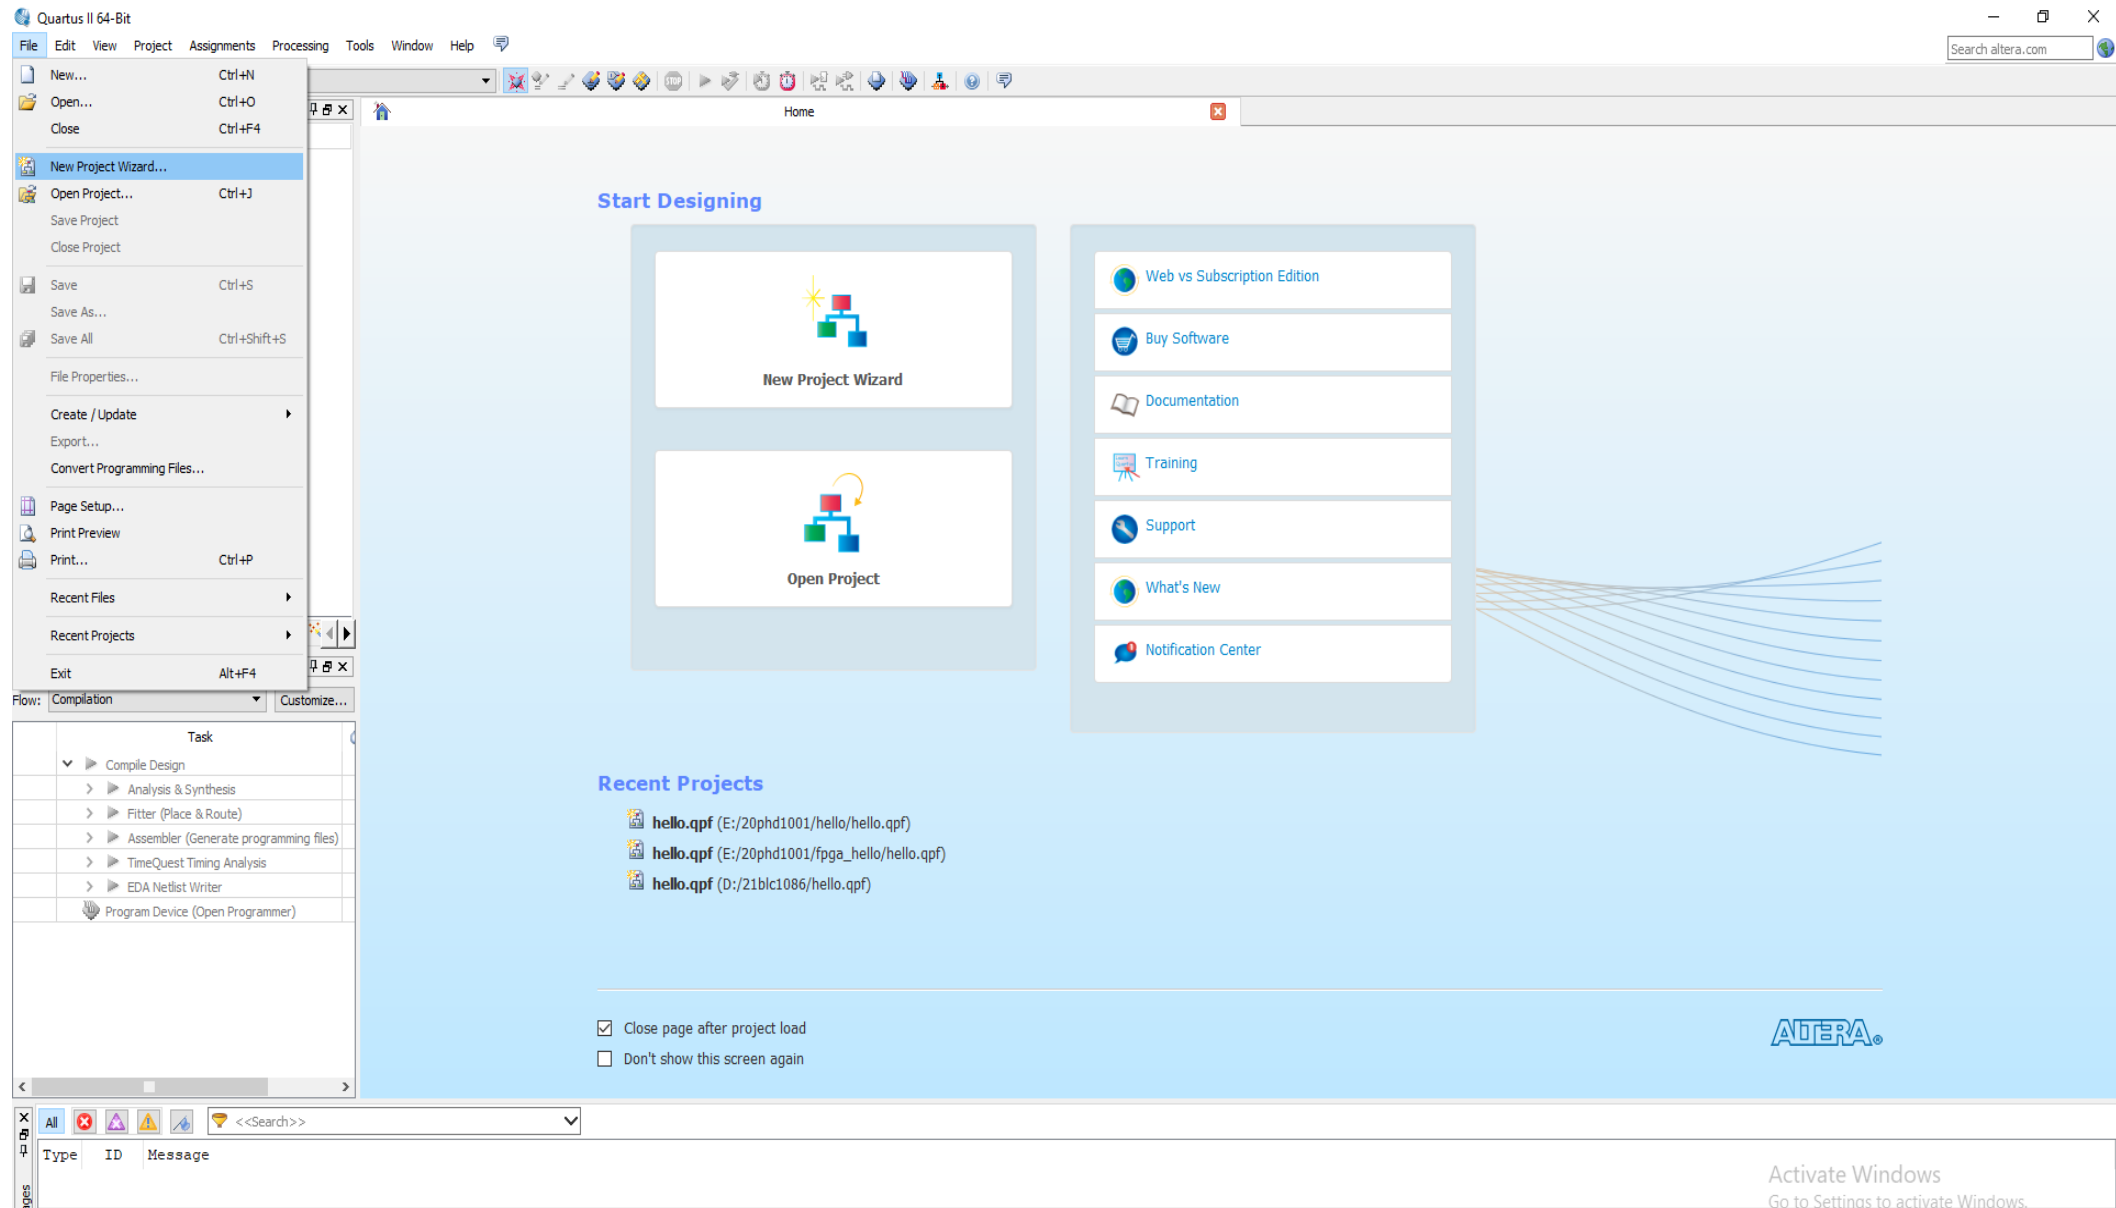 Quartus II 64-Bit
File Edit View Project Assignments Processing Tools Window Help
Search altera.com
New... Ctrl+N
Open... Ctrl+O
Close Ctrl+F4
New Project Wizard...
Open Project... Ctrl+J
Save Project
Close Project
Save Ctrl+S
Save As...
Save All Ctrl+Shift+S
File Properties...
Create / Update
Export...
Convert Programming Files...
Page Setup...
Print Preview
Print... Ctrl+P
Recent Files
Recent Projects
Exit Alt+F4
Flow: Compilation Customize...
Task
Compile Design
Analysis & Synthesis
Fitter (Place & Route)
Assembler (Generate programming files)
TimeQuest Timing Analysis
EDA Netlist Writer
Program Device (Open Programmer)
STOP
Home
Start Designing
New Project Wizard
Open Project
Web vs Subscription Edition
Buy Software
Documentation
Training
Support
What's New
Notification Center
Recent Projects
hello.qpf (E:/20phd1001/hello/hello.qpf)
hello.qpf (E:/20phd1001/fpga_hello/hello.qpf)
hello.qpf (D:/21blc1086/hello.qpf)
Close page after project load
Don't show this screen again
ALTERA®
All <<Search>>
Type ID Message
Activate Windows
Go to Settings to activate Windows.